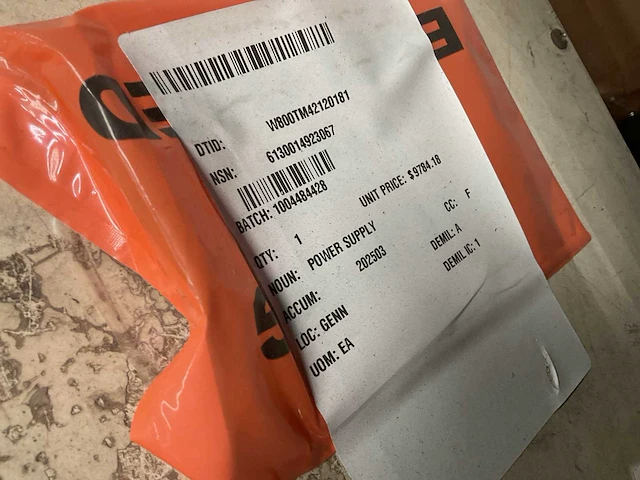 DTID: W800TM42120181
NSN: 6130014923067
BATCH: 1004484428
UNIT PRICE: $9784.18
QTY: 1
CC: F
NOUN: POWER SUPPLY
DEMIL: A
ACCUM: 202503
DEMIL IC: 1
LOC: GENN
UOM: EA